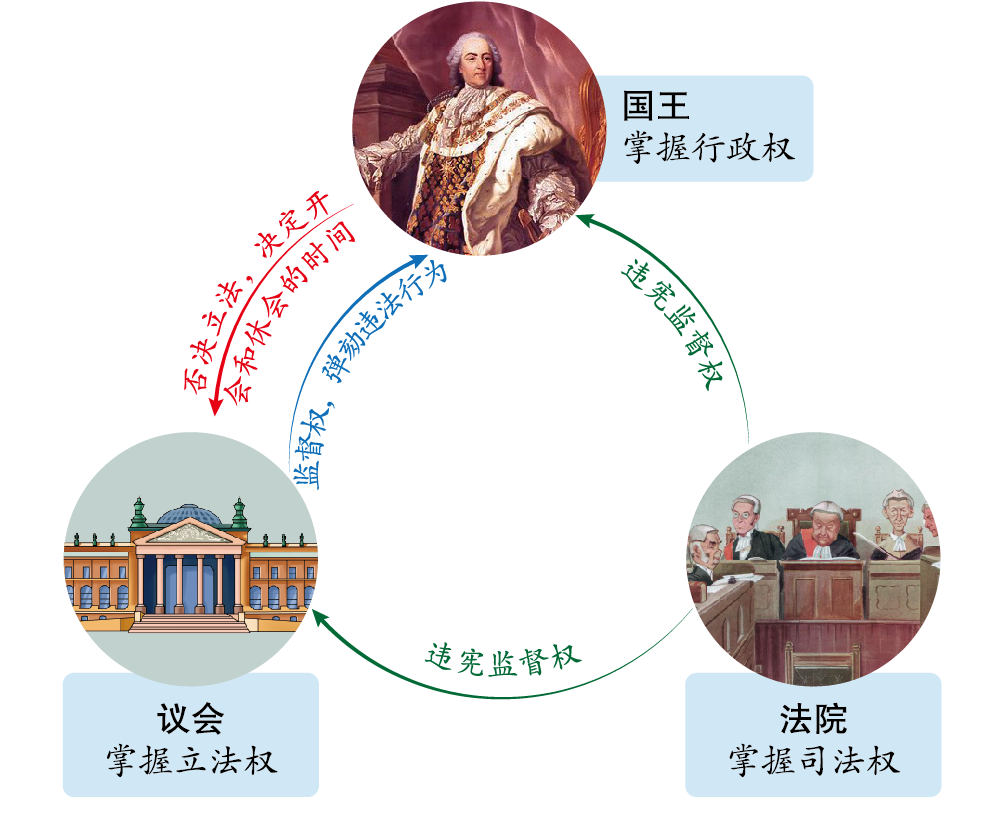 国王
掌握行政权
否决立法，决定开
会和休会的时间
监督权，弹劾违法行为
违宪监督权
违宪监督权
议会
掌握立法权
法院
掌握司法权